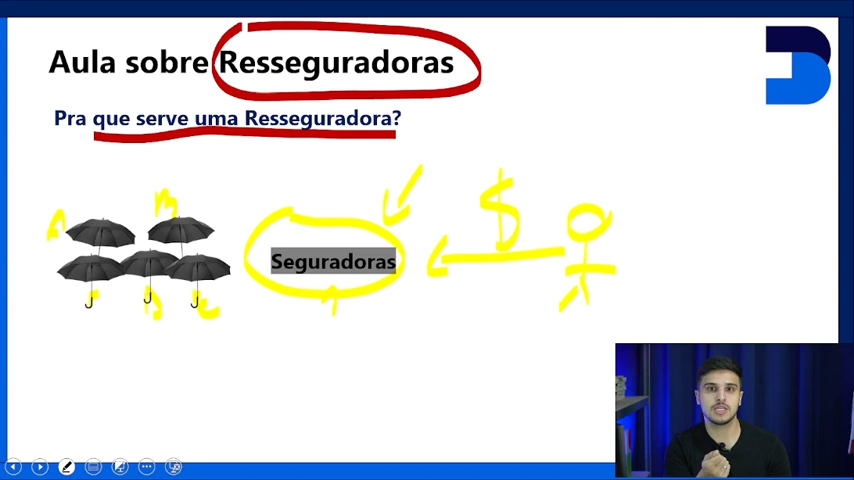 Aula sobre Resseguradoras
Pra que serve uma Resseguradora?
A
B
$
Seguradoras
D